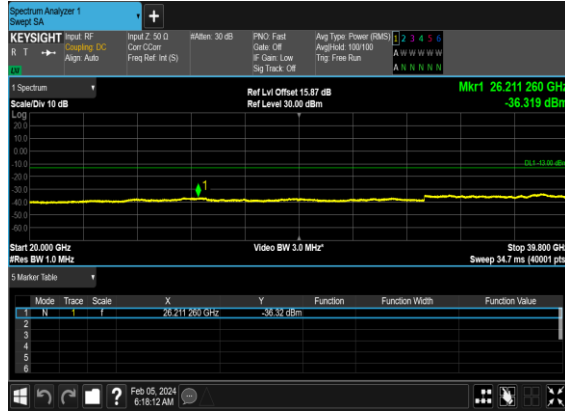 Spectrum Analyzer 1
Swept SA
+
KEYSIGHT Input: RF Input Z: 50 Ω #Atten: 30 dB PNO: Fast Avg Type: Power (RMS) 1 2 3 4 5 6
R T Coupling: DC Corr CCorr Gate: Off Avg|Hold: 100/100 A W W W W W
Align: Auto Freq Ref: Int (S) IF Gain: Low Trig: Free Run
Sig Track: Off A N N N N N
LV
1 Spectrum Ref Lvl Offset 15.87 dB Mkr1 26.211 260 GHz
Scale/Div 10 dB Ref Level 30.00 dBm -36.319 dBm
Log
20.0
10.0
0.00
-10.0
DL1 -13.00 dBm
-20.0
-30.0
1
-40.0
-50.0
-60.0
Start 20.000 GHz Video BW 3.0 MHz* Stop 39.800 GHz
#Res BW 1.0 MHz Sweep 34.7 ms (40001 pts)
5 Marker Table
Mode Trace Scale X Y Function Function Width Function Value
1 N 1 f 26.211 260 GHz -36.32 dBm
2
3
4
5
6
? Feb 05, 2024
6:18:12 AM